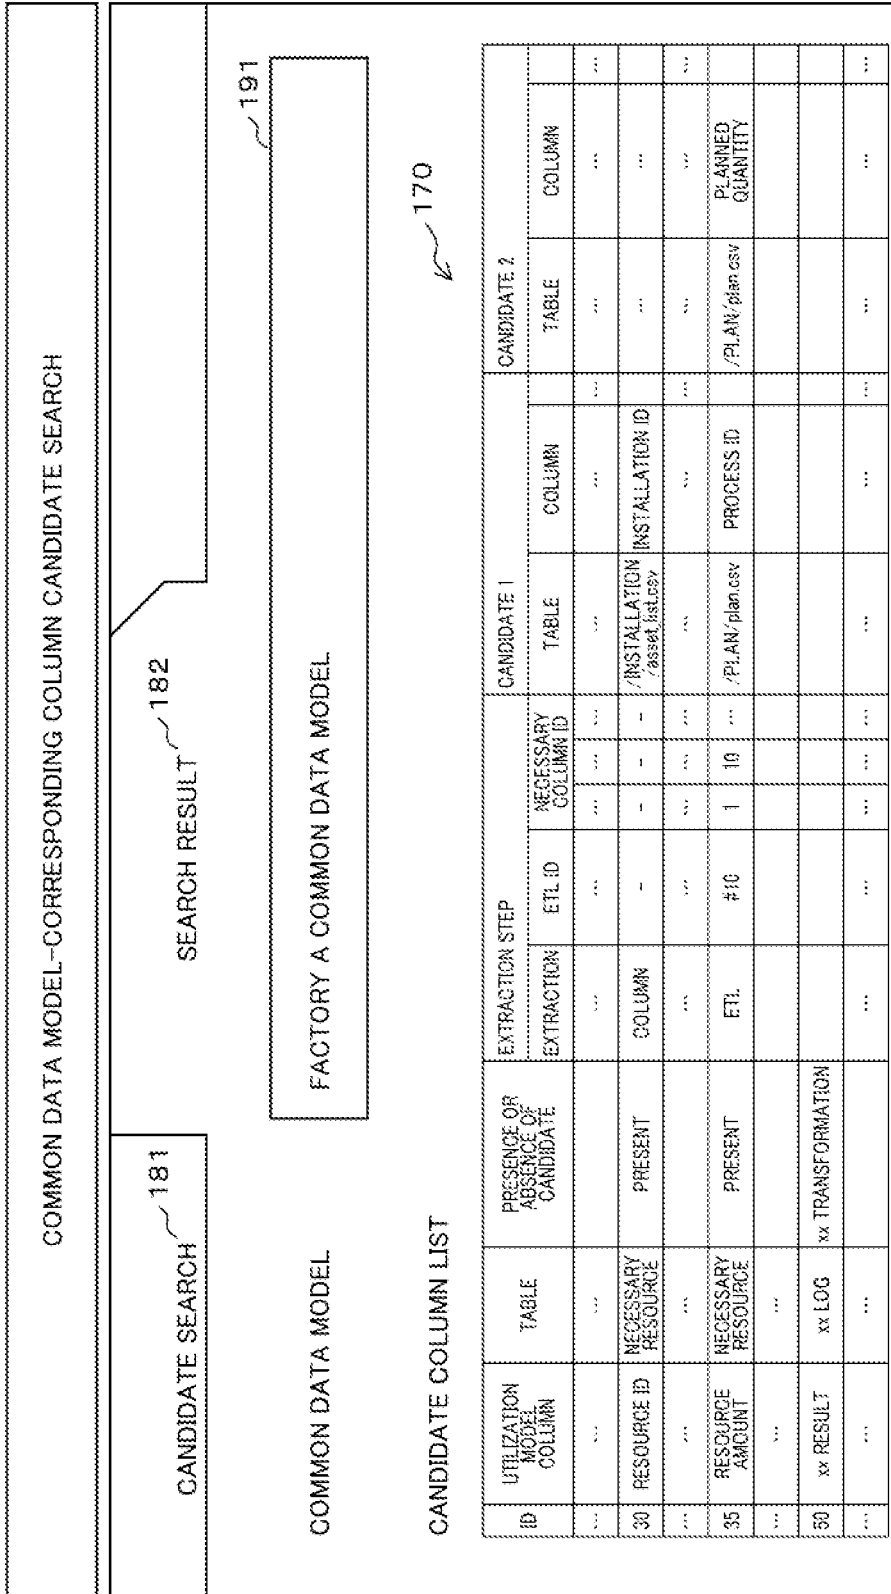 COMMON DATA MODEL-CORRESPONDING COLUMN CANDIDATE SEARCH
CANDIDATE SEARCH 181
SEARCH RESULT 182
COMMON DATA MODEL
FACTORY A COMMON DATA MODEL
191
CANDIDATE COLUMN LIST
170
ID
UTILIZATION
MODEL
COLUMN
TABLE
PRESENCE OR
ABSENCE OF
CANDIDATE
EXTRACTION STEP
EXTRACTION
ETL ID
NECESSARY
COLUMN ID
CANDIDATE 1
TABLE
COLUMN
CANDIDATE 2
TABLE
COLUMN
... ... ... ... ... ... ... ... ... ... ... ... ... ...
30
RESOURCE ID
NECESSARY
RESOURCE
PRESENT
COLUMN
-
-
-
-
/INSTALLATION
/asset_list.csv
INSTALLATION ID
...
...
... ... ... ... ... ... ... ... ... ... ... ... ...
35
RESOURCE
AMOUNT
NECESSARY
RESOURCE
PRESENT
ETL
#10
1
10
...
/PLAN/plan.csv
PROCESS ID
/PLAN/plan.csv
PLANNED
QUANTITY
... ... ...
xx RESULT
xx LOG
xx TRANSFORMATION
... ... ... ... ... ... ... ... ... ... ... ... ...